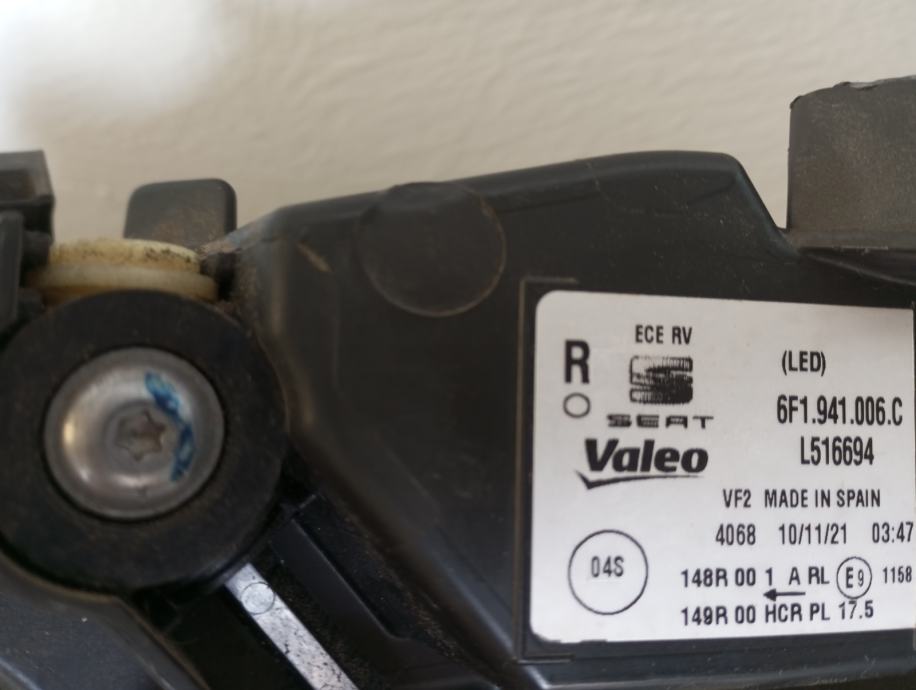 ECE RV
R
(LED)
SEAT
6F1.941.006.C
Valeo
L516694
VF2 MADE IN SPAIN
4068 10/11/21 03:47
04S
148R 00 1 A RL E9 1158
149R 00 HCR PL 17.5